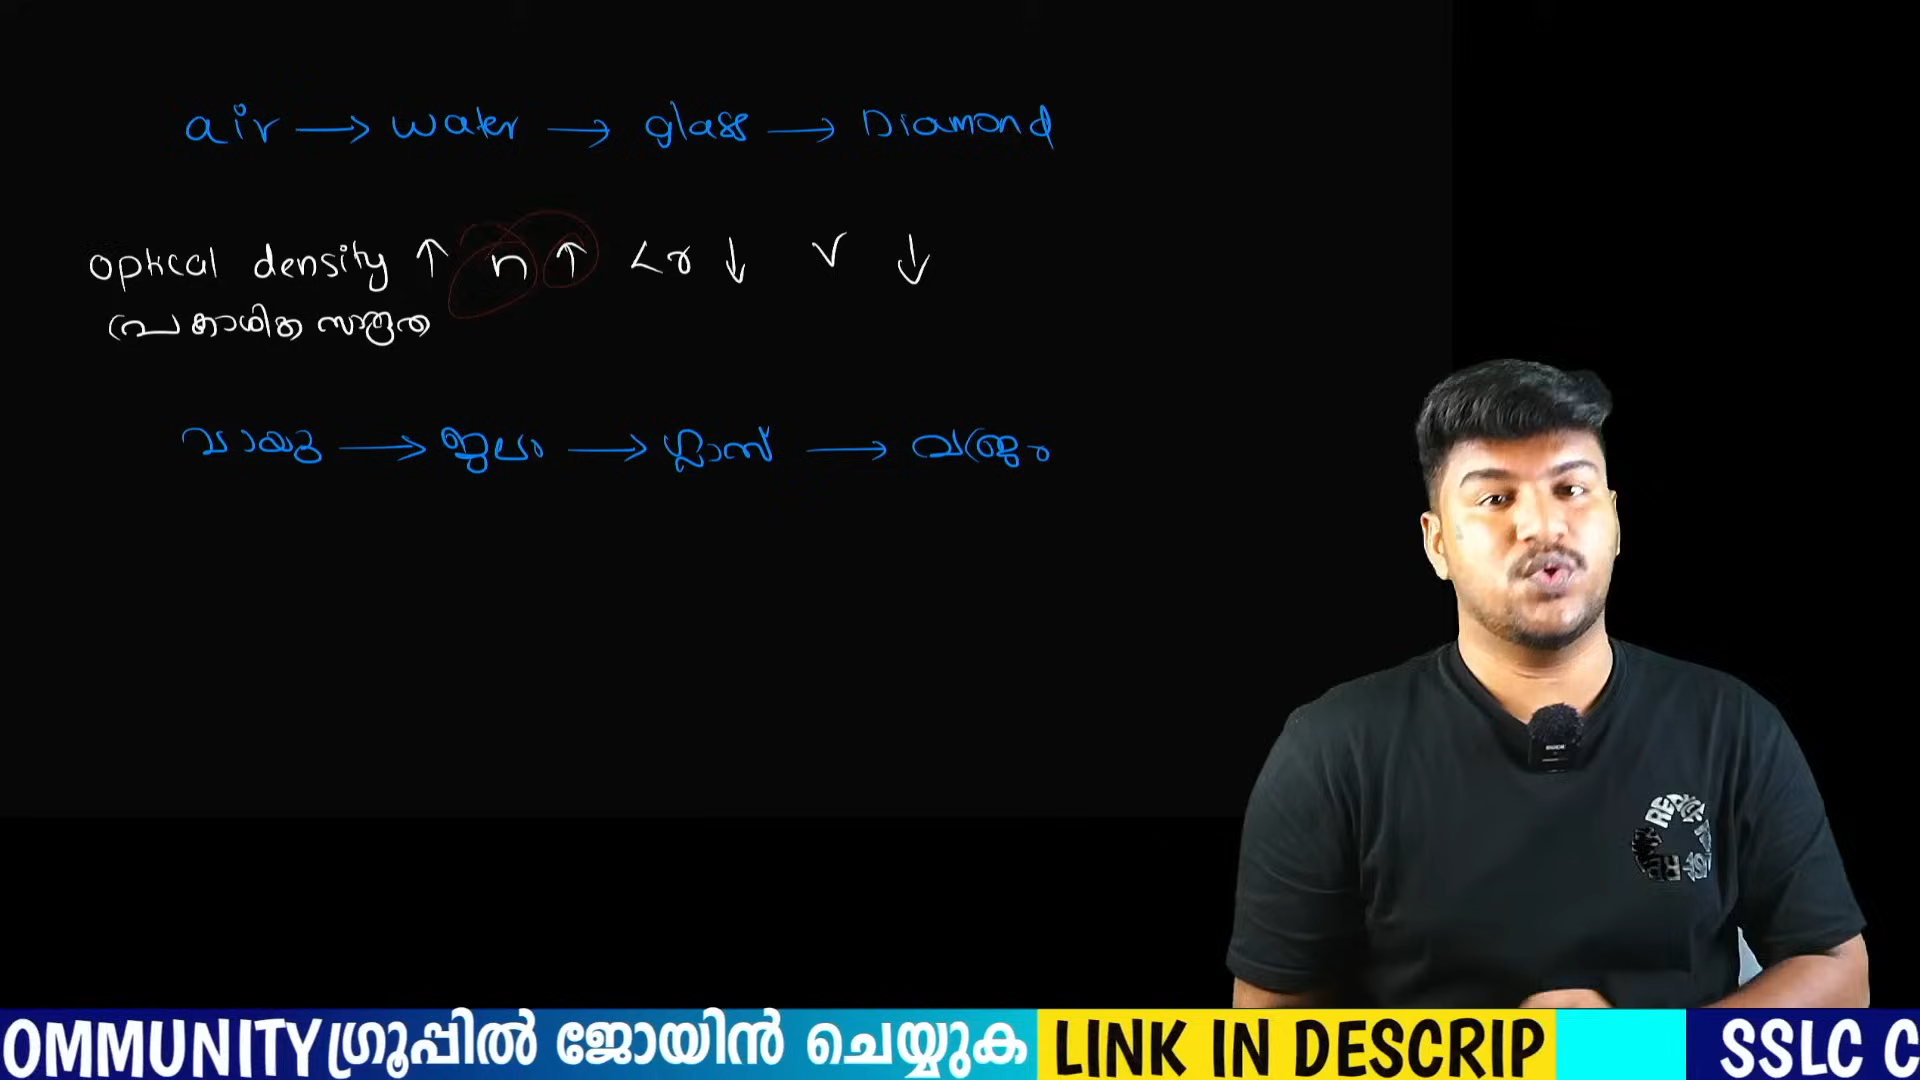 air → water → glass → Diamond
optical density ↑ n ↑ <r ↓ V ↓
പ്രകാശിക സാന്ദ്രത
വായു → ജലം → ഗ്ലാസ് → വജ്രം
OMMUNITY ഗ്രൂപ്പിൽ ജോയിൻ ചെയ്യുക LINK IN DESCRIP SSLC C